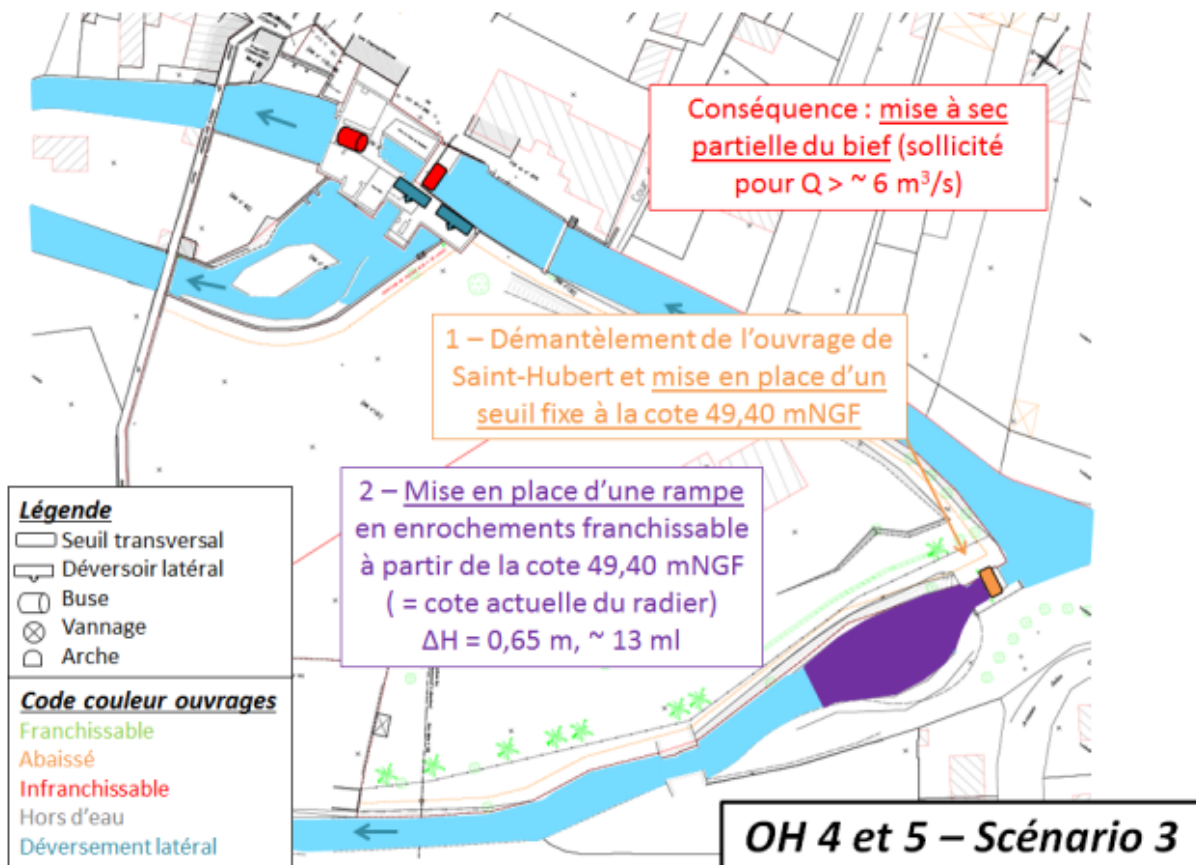 Conséquence : mise à sec
partielle du bief (sollicité
pour Q > ~ 6 m³/s)
1 – Démantèlement de l'ouvrage de
Saint-Hubert et mise en place d'un
seuil fixe à la cote 49,40 mNGF
2 – Mise en place d'une rampe
en enrochements franchissable
à partir de la cote 49,40 mNGF
( = cote actuelle du radier)
ΔH = 0,65 m, ~ 13 ml
Légende
Seuil transversal
Déversoir latéral
Buse
Vannage
Arche
Code couleur ouvrages
Franchissable
Abaissé
Infranchissable
Hors d'eau
Déversement latéral
OH 4 et 5 – Scénario 3